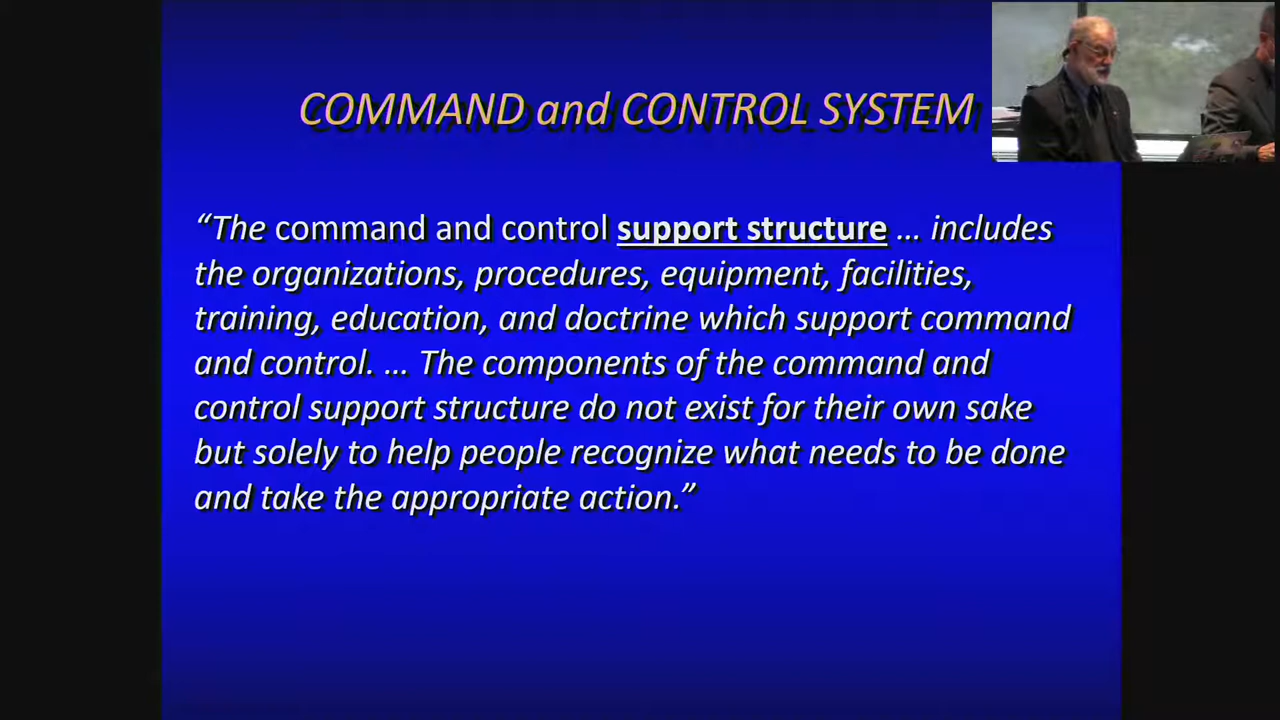 COMMAND and CONTROL SYSTEM
“The command and control support structure … includes
the organizations, procedures, equipment, facilities,
training, education, and doctrine which support command
and control. … The components of the command and
control support structure do not exist for their own sake
but solely to help people recognize what needs to be done
and take the appropriate action.”